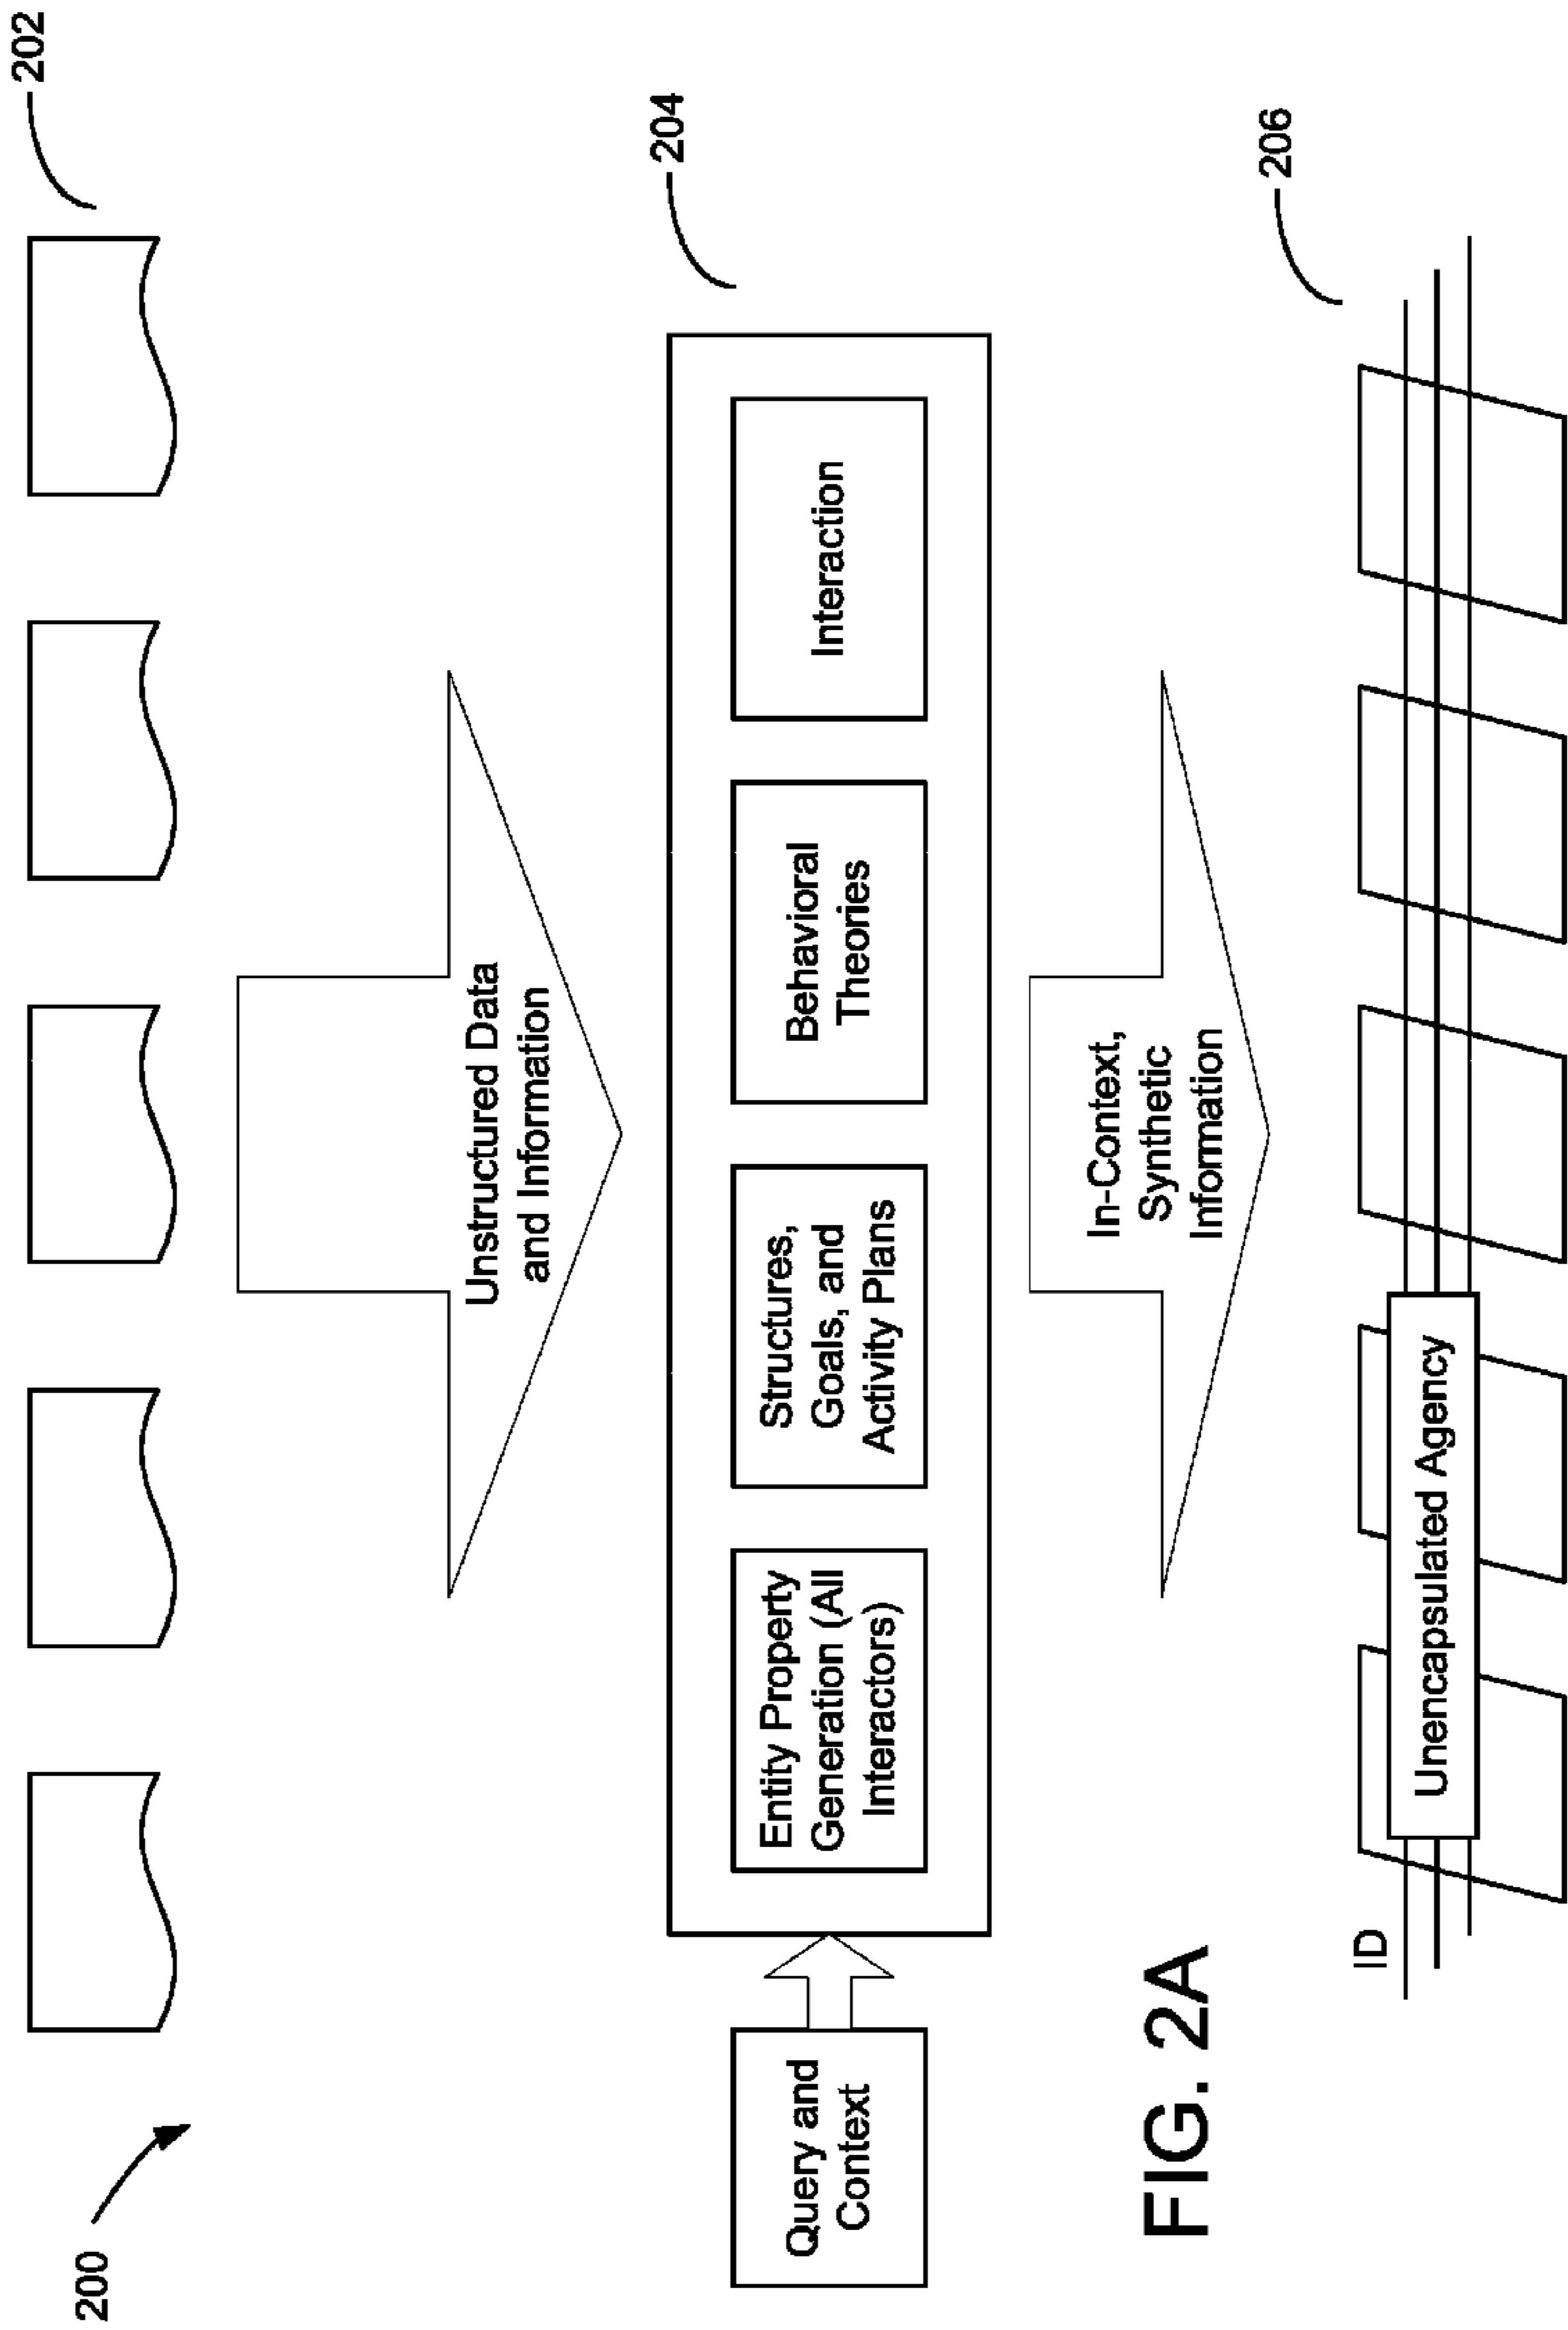 200
202
Unstructured Data
and Information
204
Query and
Context
Entity Property
Generation (All
Interactors)
Structures,
Goals, and
Activity Plans
Behavioral
Theories
Interaction
In-Context,
Synthetic
Information
206
ID
Unencapsulated Agency
FIG. 2A